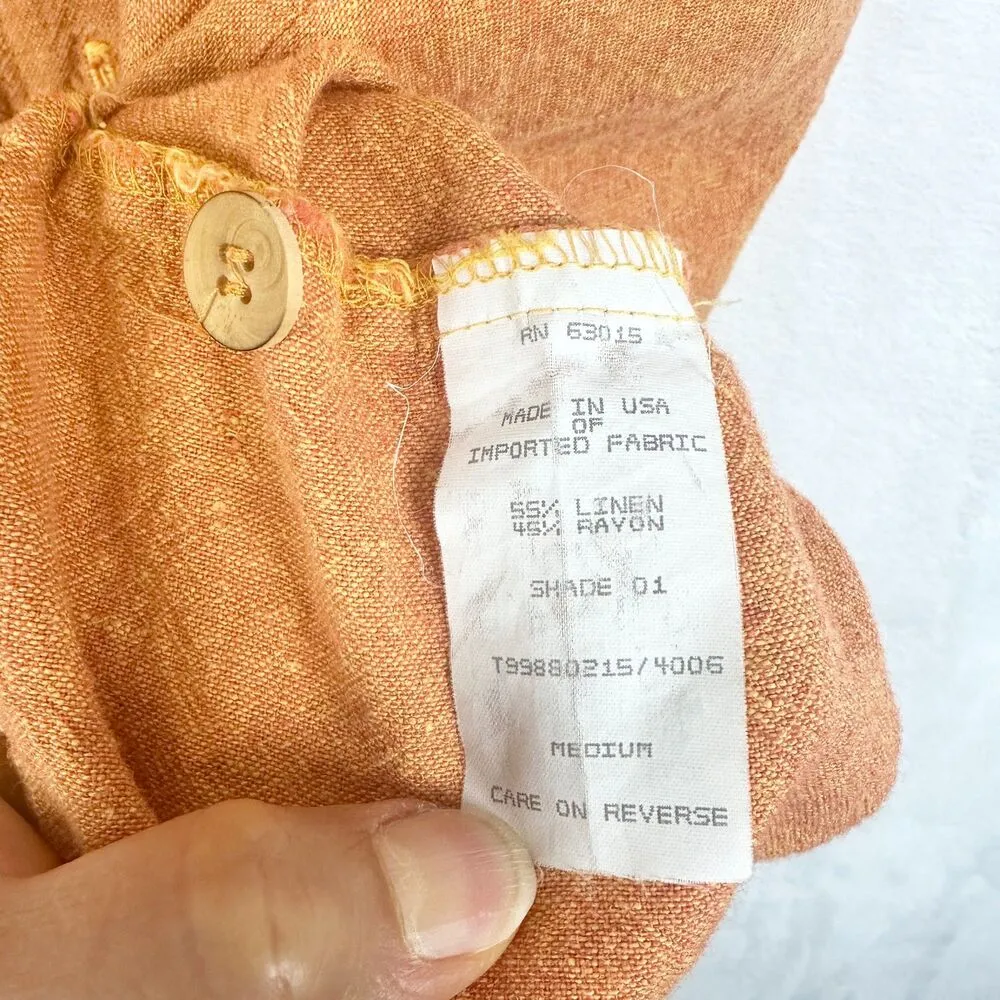 RN 63015
MADE IN USA
OF
IMPORTED FABRIC
55% LINEN
45% RAYON
SHADE 01
T99880215/4006
MEDIUM
CARE ON REVERSE